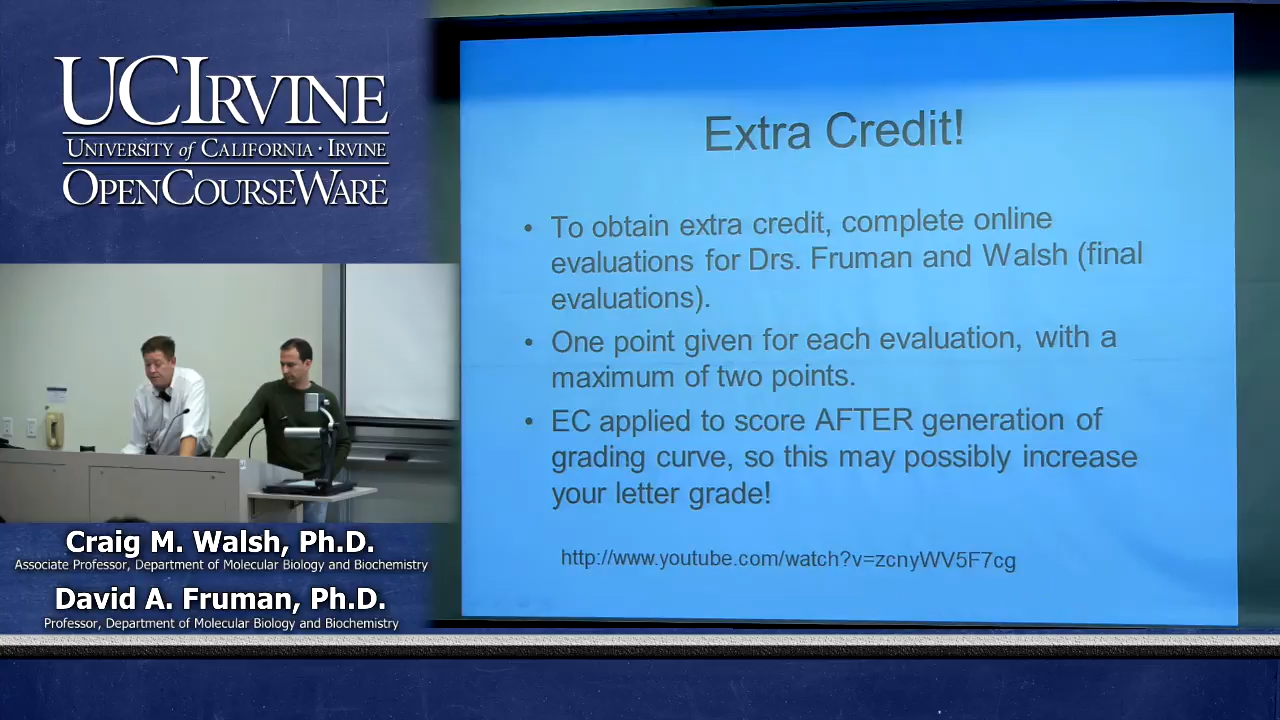 UCIRVINE
UNIVERSITY of CALIFORNIA · IRVINE
OPENCOURSEWARE
Craig M. Walsh, Ph.D.
Associate Professor, Department of Molecular Biology and Biochemistry
David A. Fruman, Ph.D.
Professor, Department of Molecular Biology and Biochemistry
Extra Credit!
• To obtain extra credit, complete online
evaluations for Drs. Fruman and Walsh (final
evaluations).
• One point given for each evaluation, with a
maximum of two points.
• EC applied to score AFTER generation of
grading curve, so this may possibly increase
your letter grade!
http://www.youtube.com/watch?v=zcnyWV5F7cg